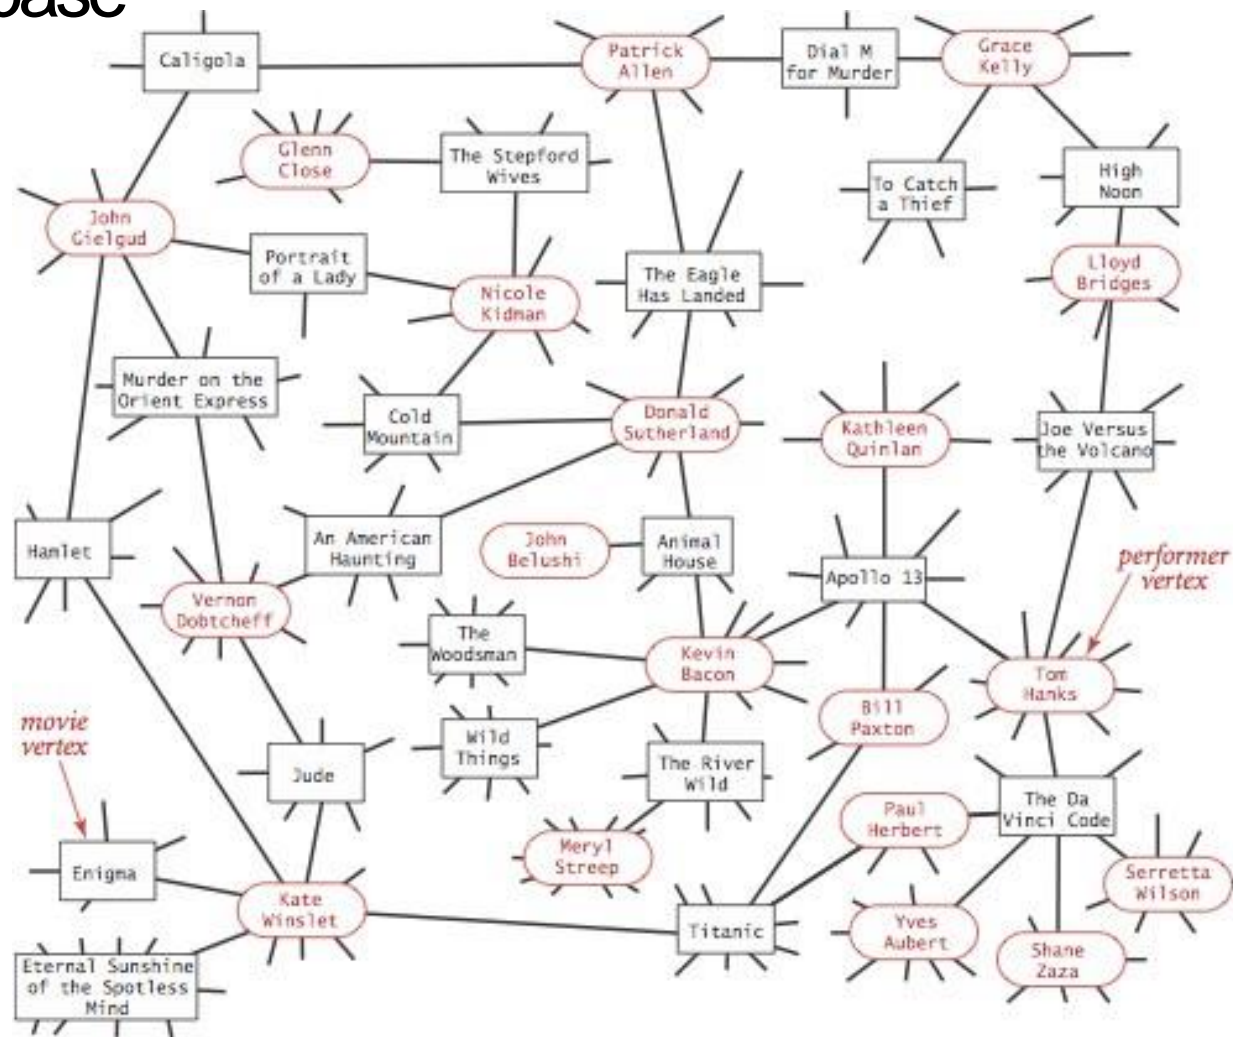 base
Caligola
Patrick
Allen
Dial M
for Murder
Grace
Kelly
Glenn
Close
The Stepford
Wives
To Catch
a Thief
High
Noon
John
Gielgud
Portrait
of a Lady
Nicole
Kidman
The Eagle
Has Landed
Lloyd
Bridges
Murder on the
Orient Express
Cold
Mountain
Donald
Sutherland
Kathleen
Quinlan
Joe Versus
the Volcano
Hamlet
An American
Haunting
John
Belushi
Animal
House
Apollo 13
performer
vertex
Vernon
Dobtcheff
The
Woodsman
Kevin
Bacon
Tom
Hanks
movie
vertex
Wild
Things
Bill
Paxton
Jude
The River
Wild
Paul
Herbert
The Da
Vinci Code
Enigma
Meryl
Streep
Serretta
Wilson
Kate
Winslet
Titanic
Yves
Aubert
Shane
Zaza
Eternal Sunshine
of the Spotless
Mind